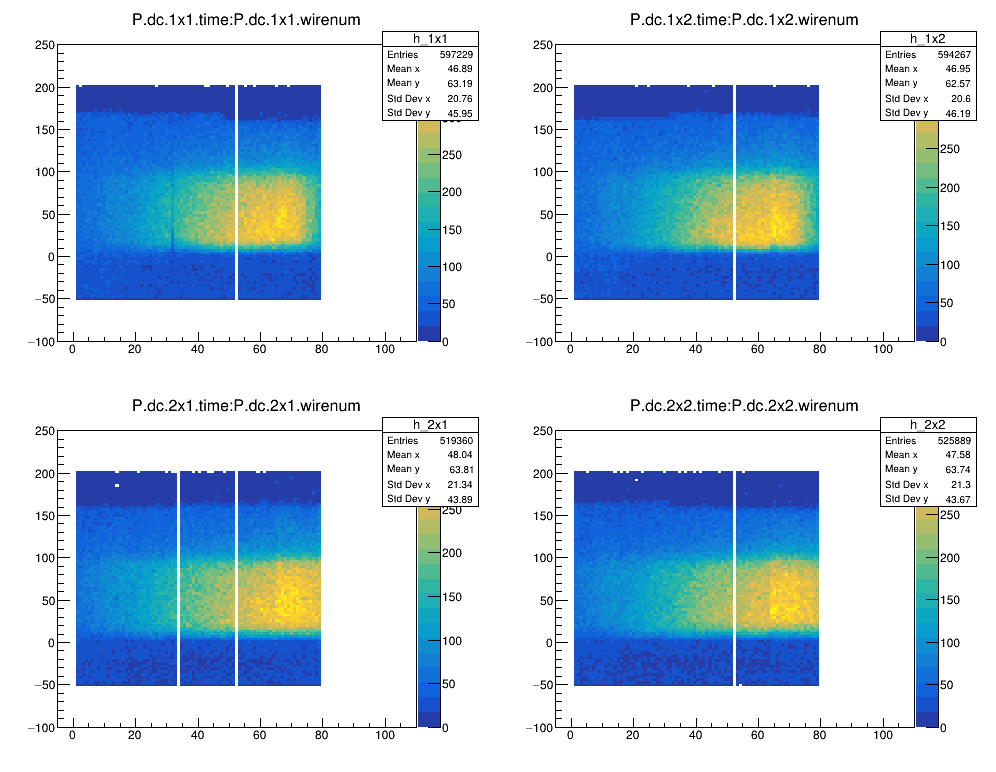 P.dc.1x1.time:P.dc.1x1.wirenum
h_1x1
Entries 597229
Mean x 46.89
Mean y 63.19
Std Dev x 20.76
Std Dev y 45.95
250
200
150
100
50
0
−50
−100
0 20 40 60 80 100
250
200
150
100
50
0
P.dc.1x2.time:P.dc.1x2.wirenum
h_1x2
Entries 594267
Mean x 46.95
Mean y 62.57
Std Dev x 20.6
Std Dev y 46.19
250
200
150
100
50
0
−50
−100
0 20 40 60 80 100
250
200
150
100
50
0
P.dc.2x1.time:P.dc.2x1.wirenum
h_2x1
Entries 519360
Mean x 48.04
Mean y 63.81
Std Dev x 21.34
Std Dev y 43.89
250
200
150
100
50
0
−50
−100
0 20 40 60 80 100
250
200
150
100
50
0
P.dc.2x2.time:P.dc.2x2.wirenum
h_2x2
Entries 525889
Mean x 47.58
Mean y 63.74
Std Dev x 21.3
Std Dev y 43.67
250
200
150
100
50
0
−50
−100
0 20 40 60 80 100
250
200
150
100
50
0